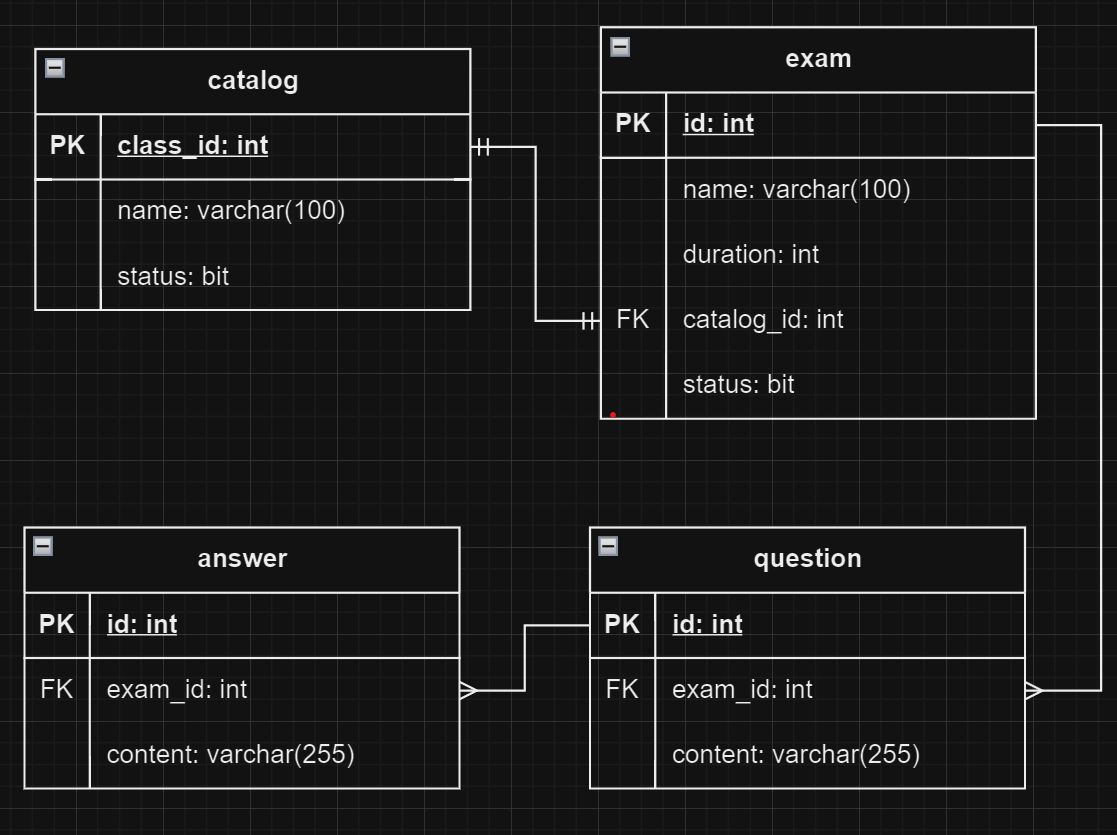 catalog
PK class_id: int
name: varchar(100)
status: bit
exam
PK id: int
name: varchar(100)
duration: int
FK catalog_id: int
status: bit
answer
PK id: int
FK exam_id: int
content: varchar(255)
question
PK id: int
FK exam_id: int
content: varchar(255)